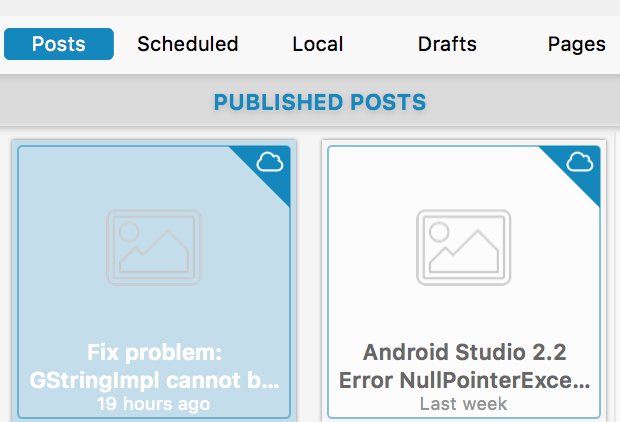 Posts Scheduled Local Drafts Pages
PUBLISHED POSTS
Fix problem:
GStringImpl cannot b...
19 hours ago
Android Studio 2.2
Error NullPointerExce...
Last week